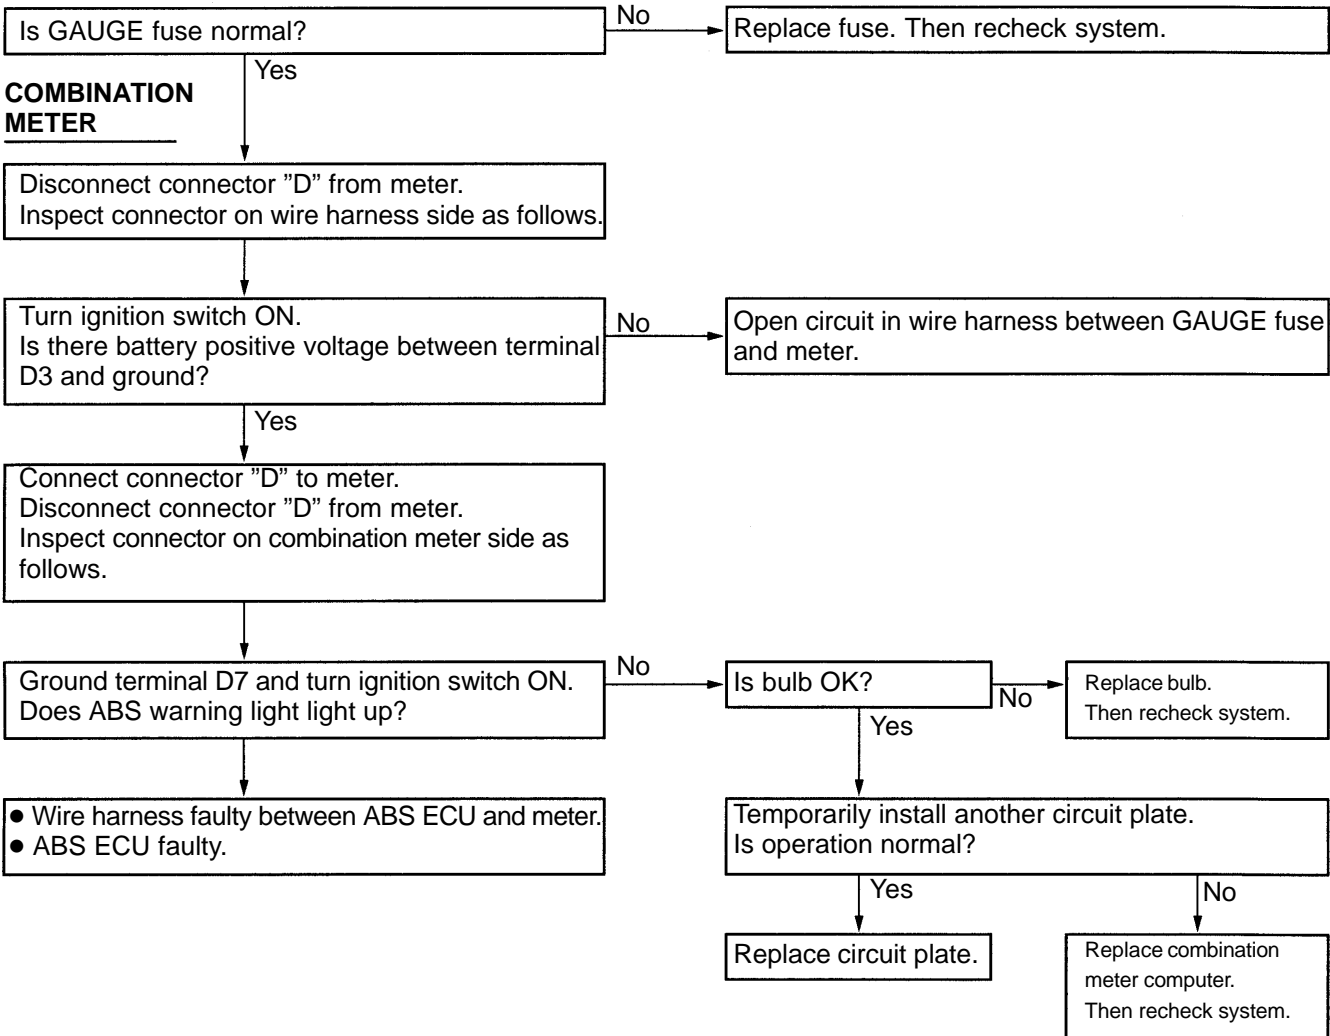 Is GAUGE fuse normal?
No
Replace fuse. Then recheck system.
Yes
COMBINATION
METER
Disconnect connector ”D” from meter.
Inspect connector on wire harness side as follows.
Turn ignition switch ON.
Is there battery positive voltage between terminal
D3 and ground?
No
Open circuit in wire harness between GAUGE fuse
and meter.
Yes
Connect connector ”D” to meter.
Disconnect connector ”D” from meter.
Inspect connector on combination meter side as
follows.
Ground terminal D7 and turn ignition switch ON.
Does ABS warning light light up?
No
Is bulb OK?
No
Replace bulb.
Then recheck system.
Yes
● Wire harness faulty between ABS ECU and meter.
● ABS ECU faulty.
Temporarily install another circuit plate.
Is operation normal?
Yes
No
Replace circuit plate.
Replace combination
meter computer.
Then recheck system.